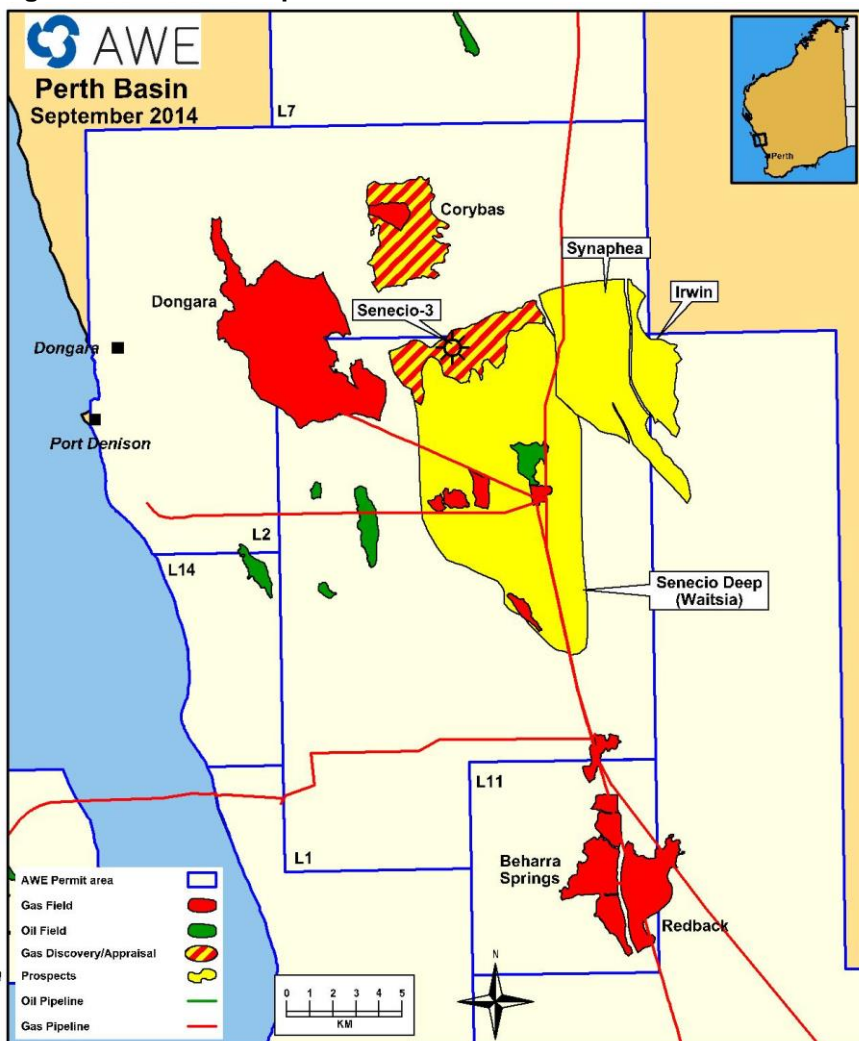 AWE
Perth Basin
September 2014
Perth
L7
Corybas
Synaphea
Irwin
Dongara
Senecio-3
Dongara
Port Denison
L2
L14
Senecio Deep
(Waitsia)
L11
L1
Beharra
Springs
Redback
AWE Permit area
Gas Field
Oil Field
Gas Discovery/Appraisal
Prospects
Oil Pipeline
Gas Pipeline
0 1 2 3 4 5
KM
N